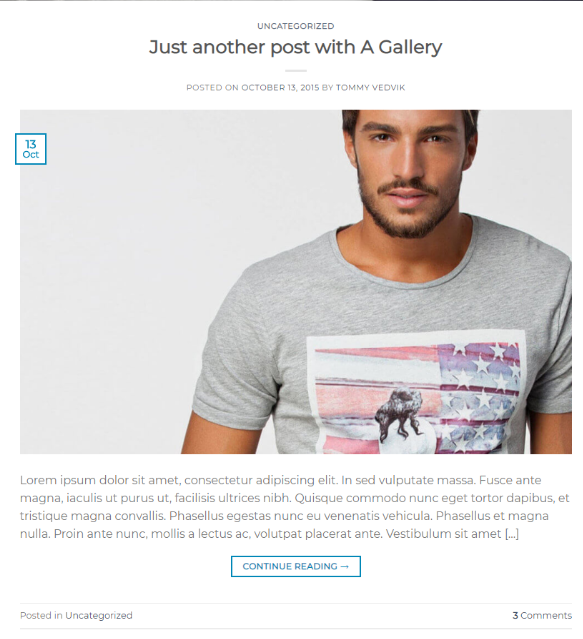 UNCATEGORIZED
Just another post with A Gallery
POSTED ON OCTOBER 13, 2015 BY TOMMY VEDVIK
13
Oct
Lorem ipsum dolor sit amet, consectetur adipiscing elit. In sed vulputate massa. Fusce ante
magna, iaculis ut purus ut, facilisis ultrices nibh. Quisque commodo nunc eget tortor dapibus, et
tristique magna convallis. Phasellus egestas nunc eu venenatis vehicula. Phasellus et magna
nulla. Proin ante nunc, mollis a lectus ac, volutpat placerat ante. Vestibulum sit amet [...]
CONTINUE READING →
Posted in Uncategorized
3 Comments